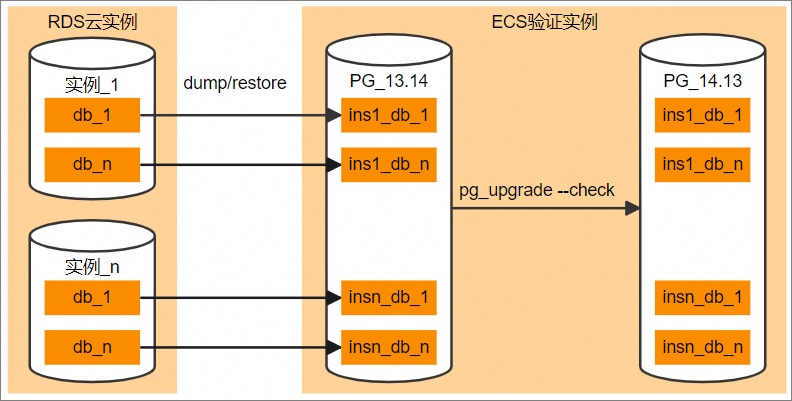 RDS云实例
ECS验证实例
实例_1
db_1
db_n
dump/restore
实例_n
db_1
db_n
PG_13.14
ins1_db_1
ins1_db_n
insn_db_1
insn_db_n
pg_upgrade --check
PG_14.13
ins1_db_1
ins1_db_n
insn_db_1
insn_db_n